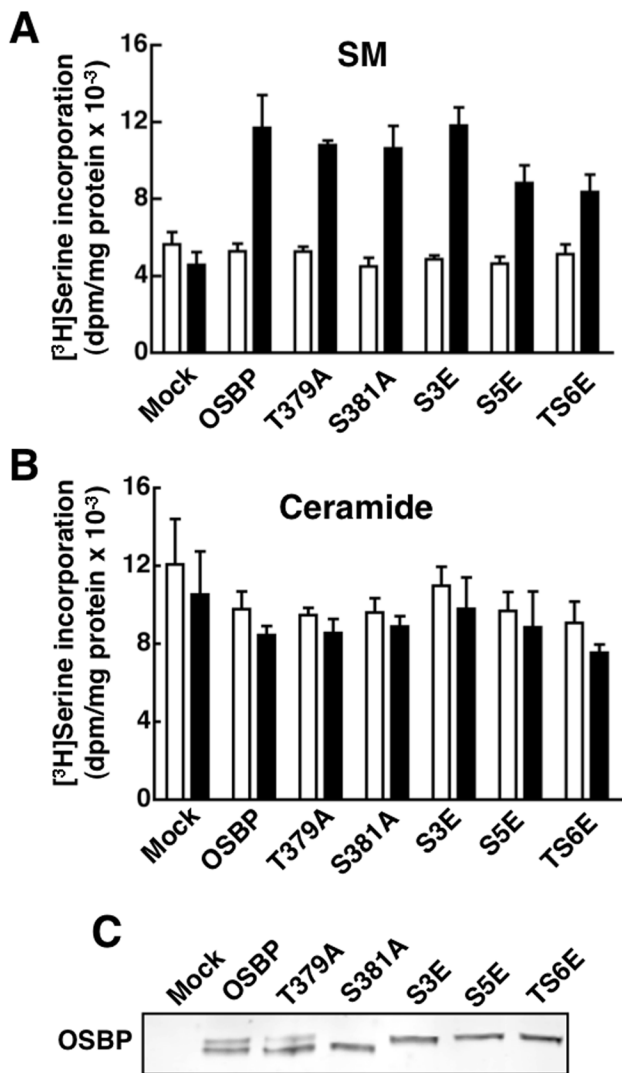 A
SM
[³H]Serine incorporation
(dpm/mg protein x 10⁻³)
16
12
8
4
0
Mock
OSBP
T379A
S381A
S3E
S5E
TS6E
B
Ceramide
[³H]Serine incorporation
(dpm/mg protein x 10⁻³)
16
12
8
4
0
Mock
OSBP
T379A
S381A
S3E
S5E
TS6E
C
Mock
OSBP
T379A
S381A
S3E
S5E
TS6E
OSBP